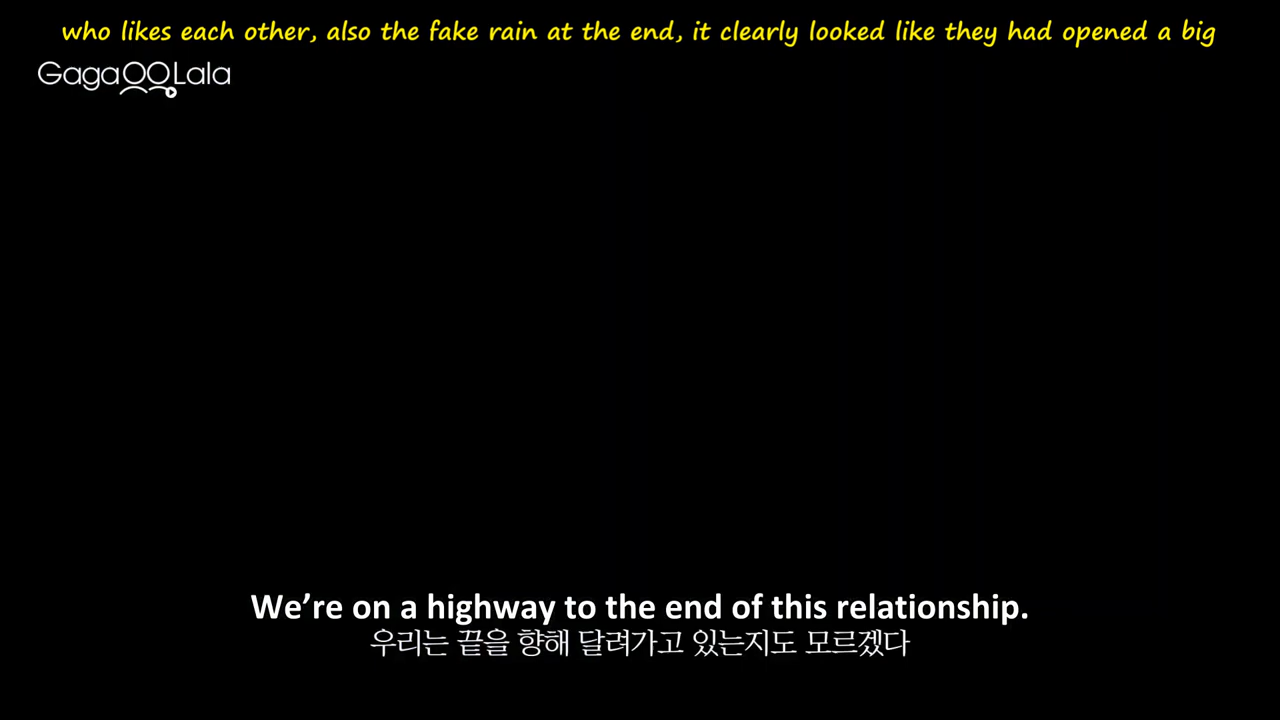 who likes each other, also the fake rain at the end, it clearly looked like they had opened a big
GagaOOLala
We’re on a highway to the end of this relationship.
우리는 끝을 향해 달려가고 있는지도 모르겠다